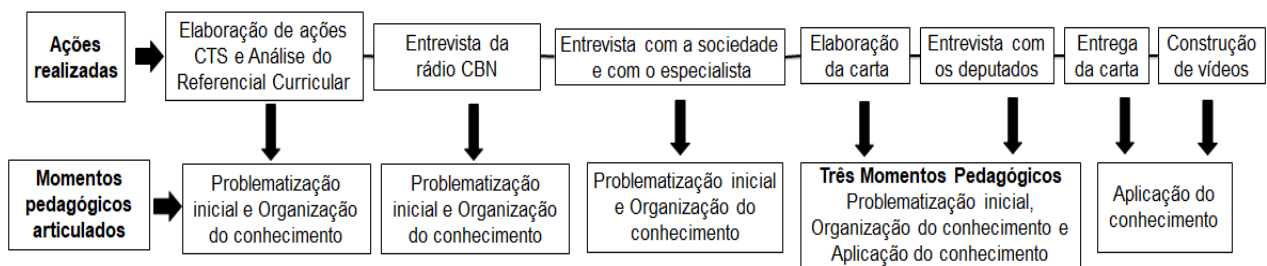 Ações
realizadas
Elaboração de ações
CTS e Análise do
Referencial Curricular
Entrevista da
rádio CBN
Entrevista com a sociedade
e com o especialista
Elaboração
da carta
Entrevista com
os deputados
Entrega
da carta
Construção
de vídeos
Momentos
pedagógicos
articulados
Problematização
inicial e Organização
do conhecimento
Problematização
inicial e Organização
do conhecimento
Problematização inicial
e Organização do
conhecimento
Três Momentos Pedagógicos
Problematização inicial,
Organização do conhecimento e
Aplicação do conhecimento
Aplicação do
conhecimento